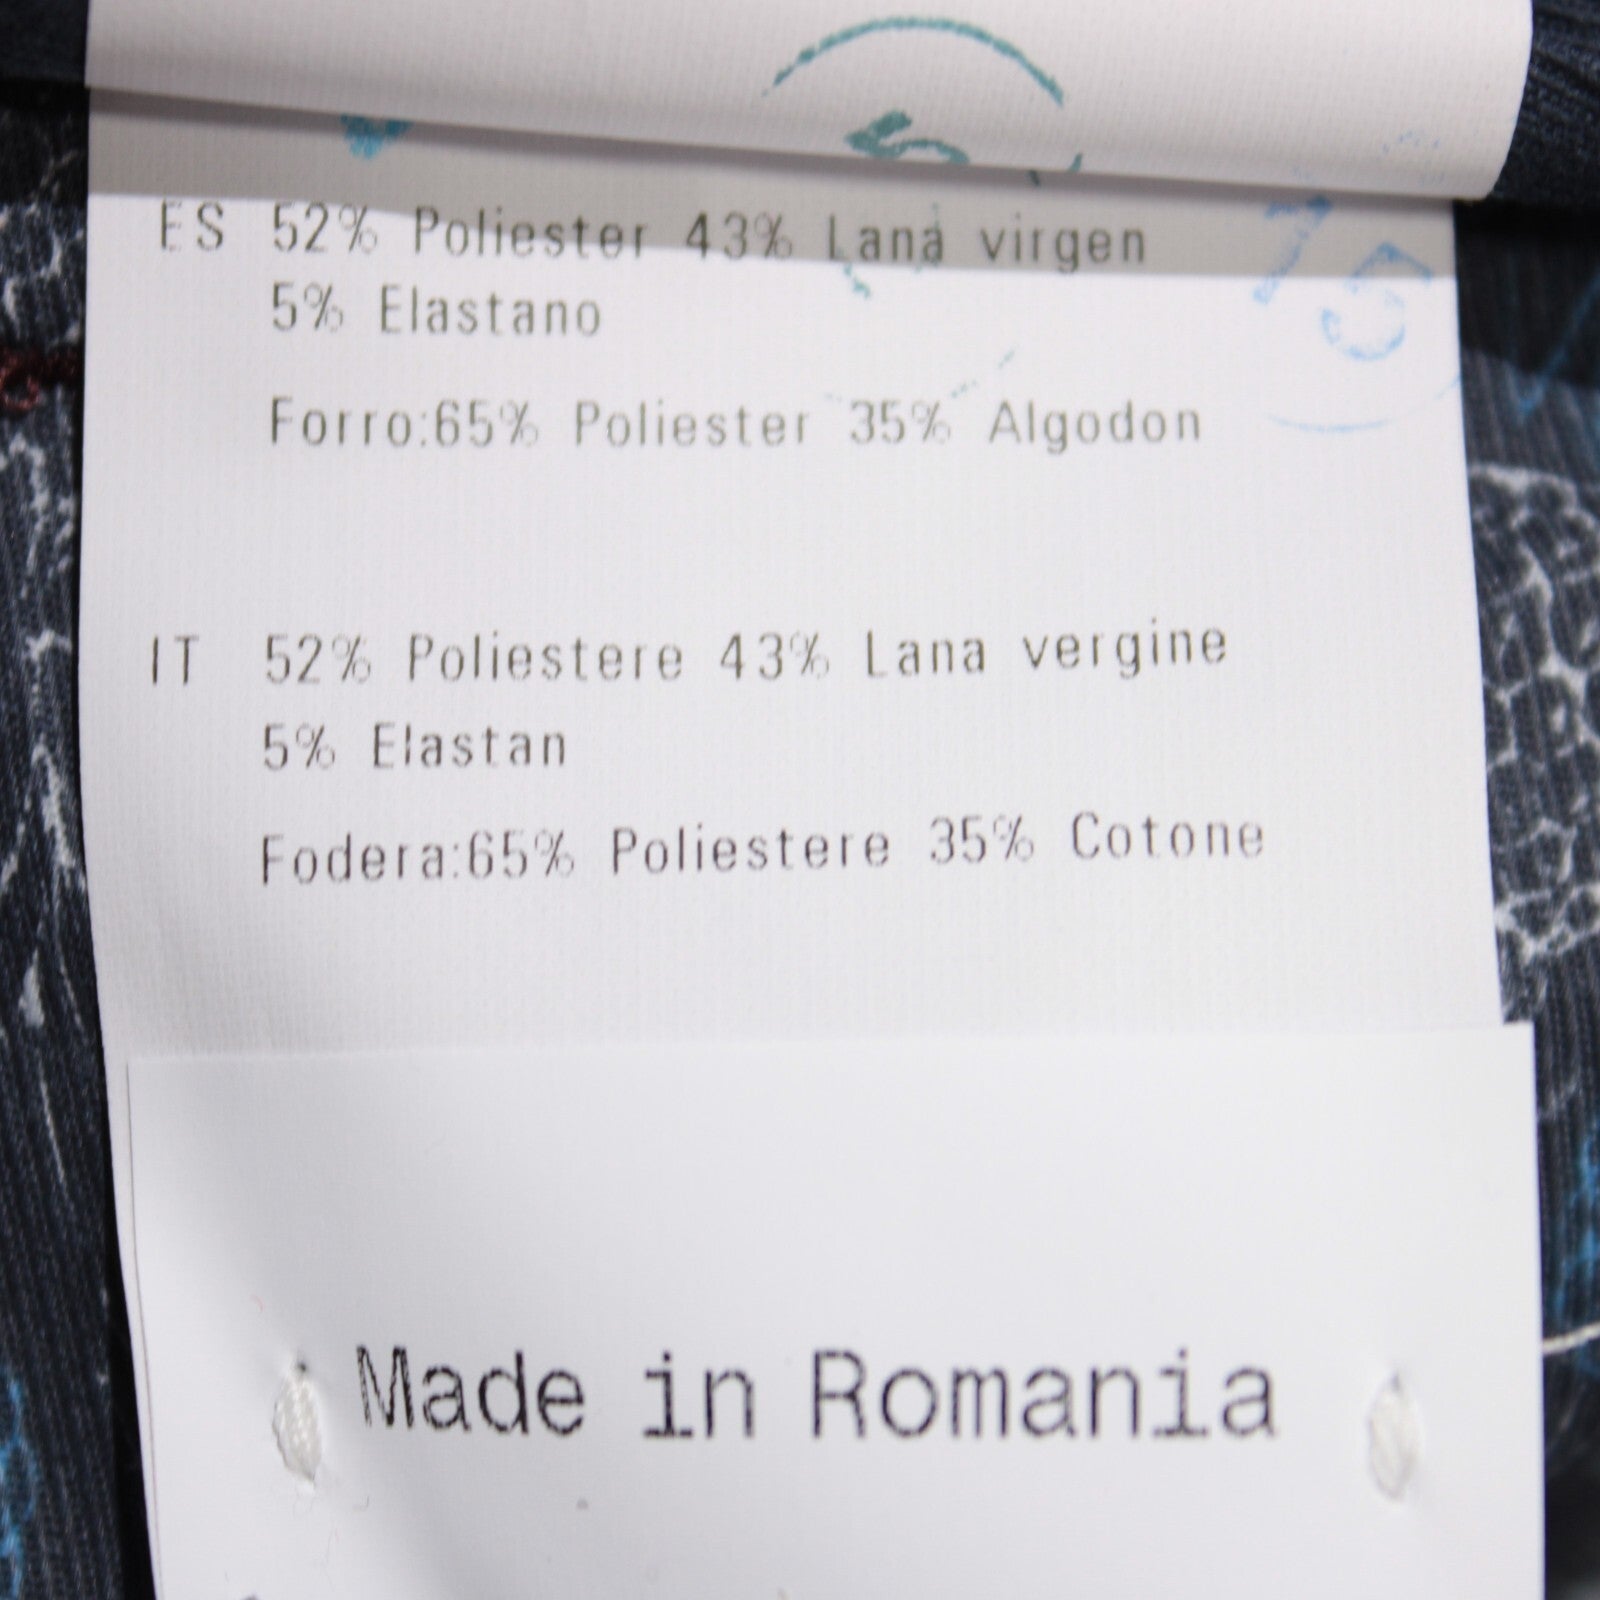 ES 52% Poliester 43% Lana virgen
5% Elastano
Forro:65% Poliester 35% Algodon
IT 52% Poliestere 43% Lana vergine
5% Elastan
Fodera:65% Poliestere 35% Cotone
Made in Romania